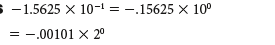 −1.5625 × 10⁻¹ = −.15625 × 10⁰
= −.00101 × 2⁰